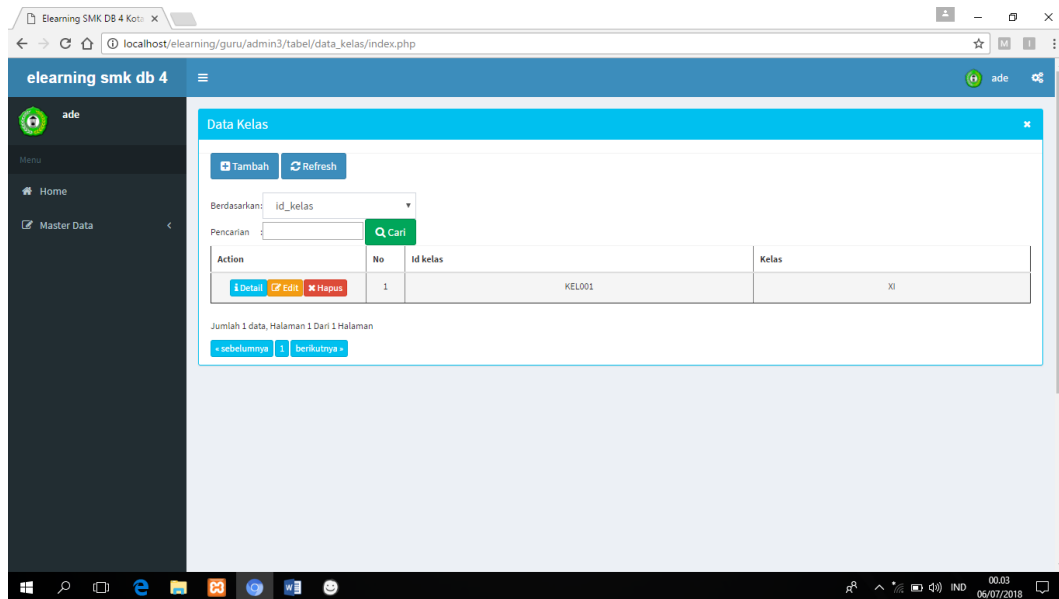 Elearning SMK DB 4 Kota
localhost/elearning/guru/admin3/tabel/data_kelas/index.php
M
I
elearning smk db 4
ade
ade
Menu
Home
Master Data
Data Kelas
Tambah
Refresh
Berdasarkan: id_kelas
Pencarian :
Cari
Action No Id kelas Kelas
Detail Edit Hapus 1 KEL001 XI
Jumlah 1 data, Halaman 1 Dari 1 Halaman
« sebelumnya 1 berikutnya »
IND
00.03
06/07/2018